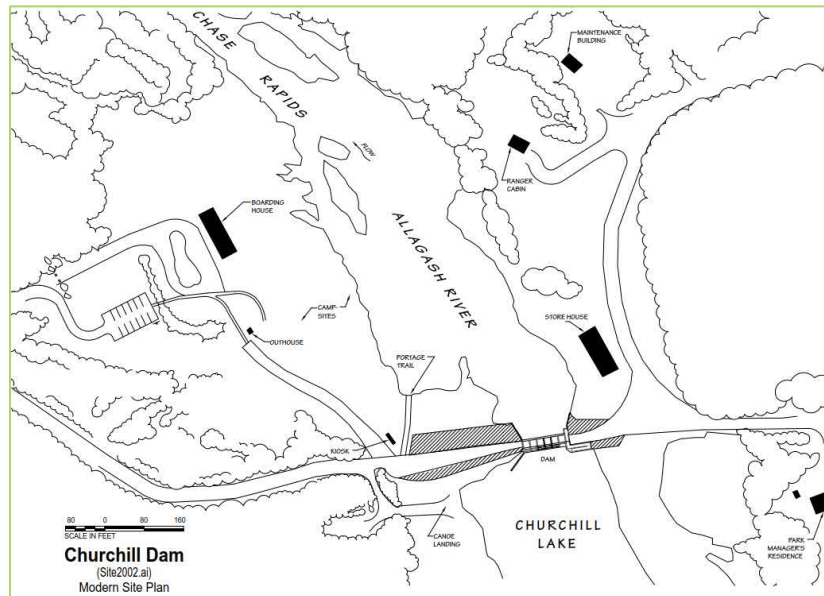 CHASE
RAPIDS
MAINTENANCE
BUILDING
FLOW
RANGER
CABIN
BOARDING
HOUSE
ALLAGASH RIVER
CAMP-
SITES
STORE HOUSE
OUTHOUSE
PORTAGE
TRAIL
KIOSK
DAM
CANOE
LANDING
CHURCHILL
LAKE
PARK
MANAGER'S
RESIDENCE
80 0 80 160
SCALE IN FEET
Churchill Dam
(Site2002.ai)
Modern Site Plan